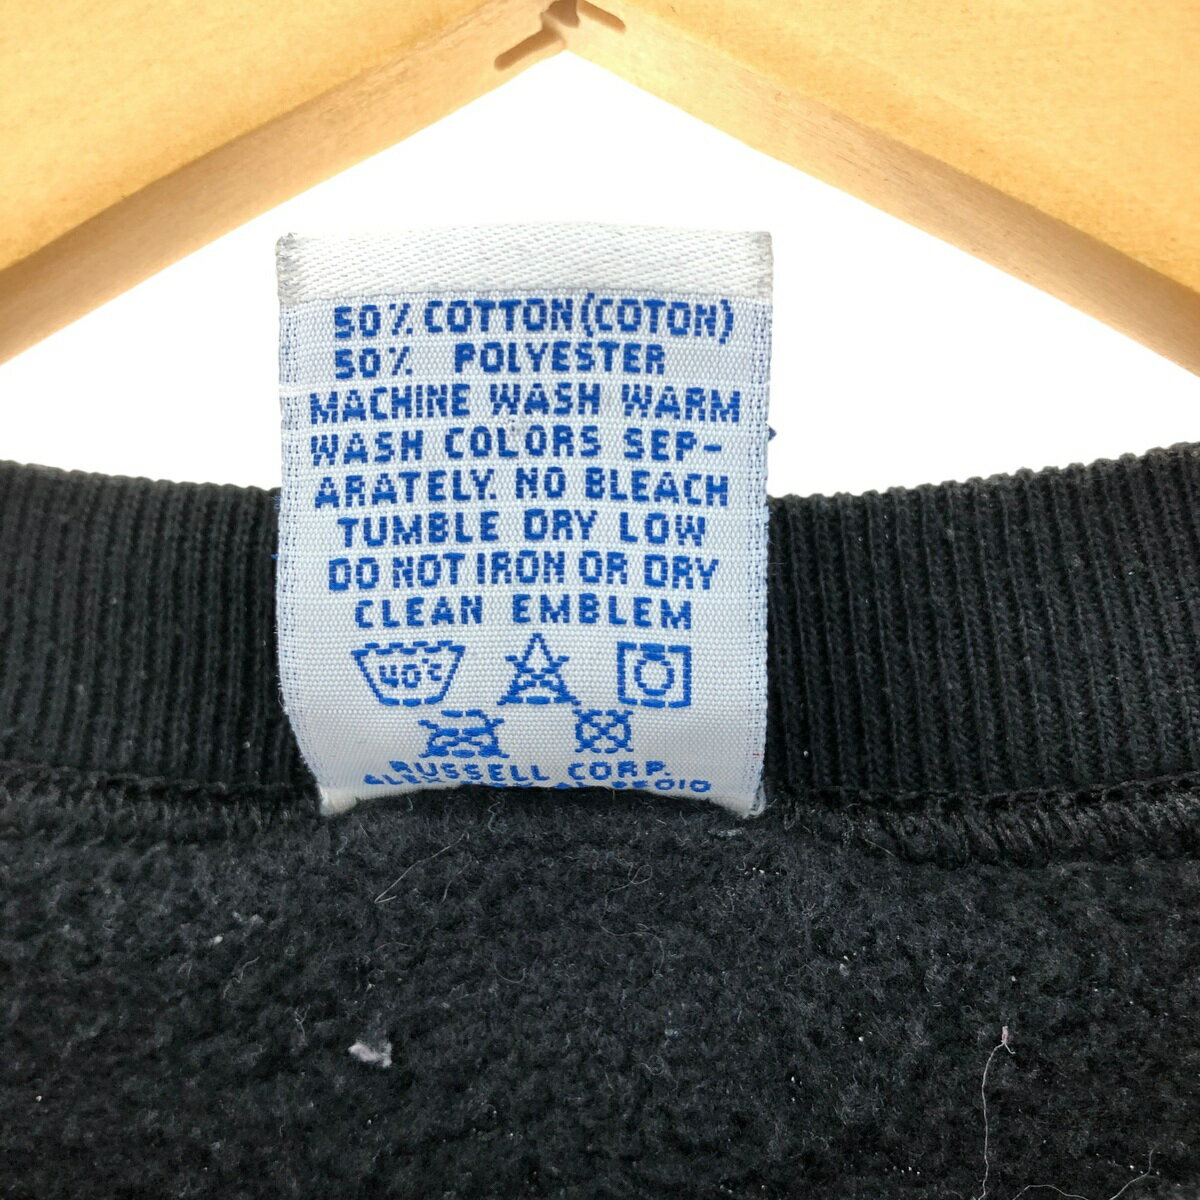 50% COTTON (COTON)
50% POLYESTER
MACHINE WASH WARM
WASH COLORS SEP-
ARATELY. NO BLEACH
TUMBLE DRY LOW
DO NOT IRON OR DRY
CLEAN EMBLEM
40°C
RUSSELL CORP.